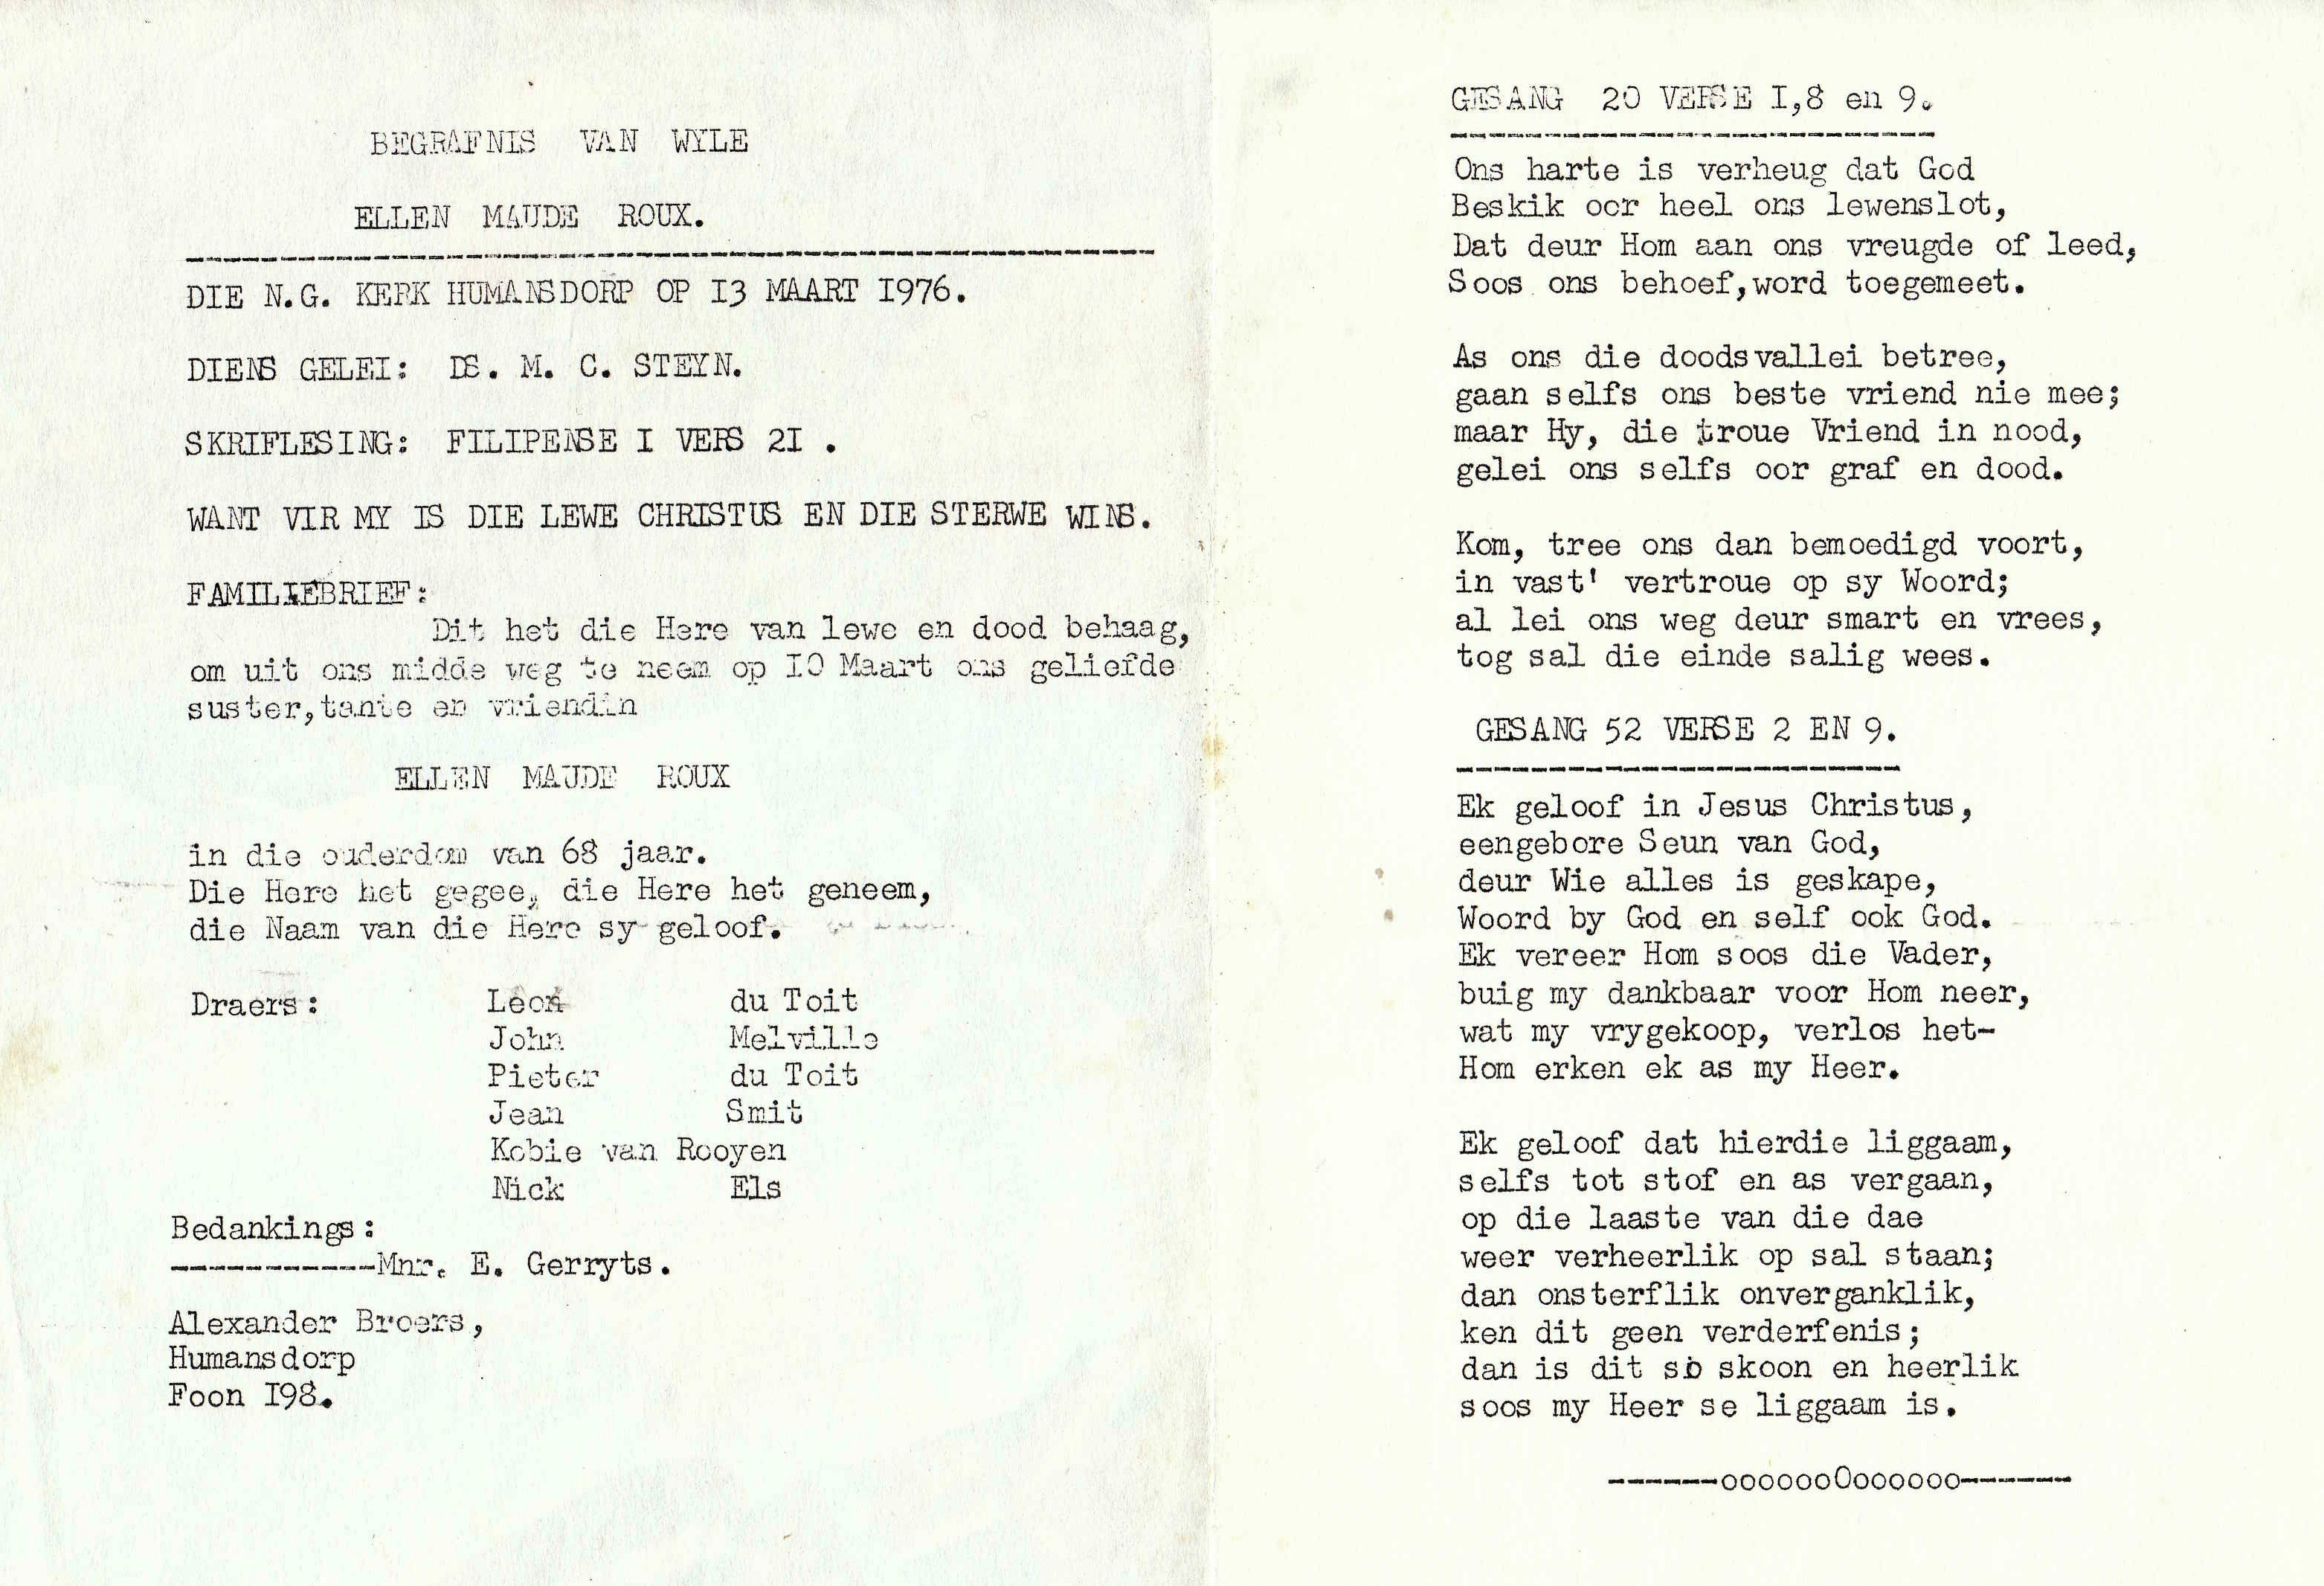 BEGRAFNIS VAN WYLE
ELLEN MAUDE ROUX.
DIE N.G. KERK HUMANSDORP OP I3 MAART I976.
DIENS GELEI: DS. M. C. STEYN.
SKRIFLESING: FILIPENSE I VERS 2I .
WANT VIR MY IS DIE LEWE CHRISTUS EN DIE STERWE WINS.
FAMILIEBRIEF:
Dit het die Here van lewe en dood behaag,
om uit ons midde weg te neem op I0 Maart ons geliefde
suster,tante en vriendin
ELLEN MAUDE ROUX
in die ouderdom van 68 jaar.
Die Here het gegee, die Here het geneem,
die Naam van die Here sy geloof.
Draers: Leon du Toit
John Melville
Pieter du Toit
Jean Smit
Kobie van Rooyen
Nick Els
Bedankings:
-----------Mnr. E. Gerryts.
Alexander Broers,
Humansdorp
Foon I98.
GESANG 20 VERSE I,8 en 9.
Ons harte is verheug dat God
Beskik oor heel ons lewenslot,
Dat deur Hom aan ons vreugde of leed,
Soos ons behoef,word toegemeet.
As ons die doodsvallei betree,
gaan selfs ons beste vriend nie mee;
maar Hy, die troue Vriend in nood,
gelei ons selfs oor graf en dood.
Kom, tree ons dan bemoedigd voort,
in vast' vertroue op sy Woord;
al lei ons weg deur smart en vrees,
tog sal die einde salig wees.
GESANG 52 VERSE 2 EN 9.
Ek geloof in Jesus Christus,
eengebore Seun van God,
deur Wie alles is geskape,
Woord by God en self ook God.
Ek vereer Hom soos die Vader,
buig my dankbaar voor Hom neer,
wat my vrygekoop, verlos het-
Hom erken ek as my Heer.
Ek geloof dat hierdie liggaam,
selfs tot stof en as vergaan,
op die laaste van die dae
weer verheerlik op sal staan;
dan onsterflik onverganklik,
ken dit geen verderfenis;
dan is dit so skoon en heerlik
soos my Heer se liggaam is.
------ooooooOooooooo------